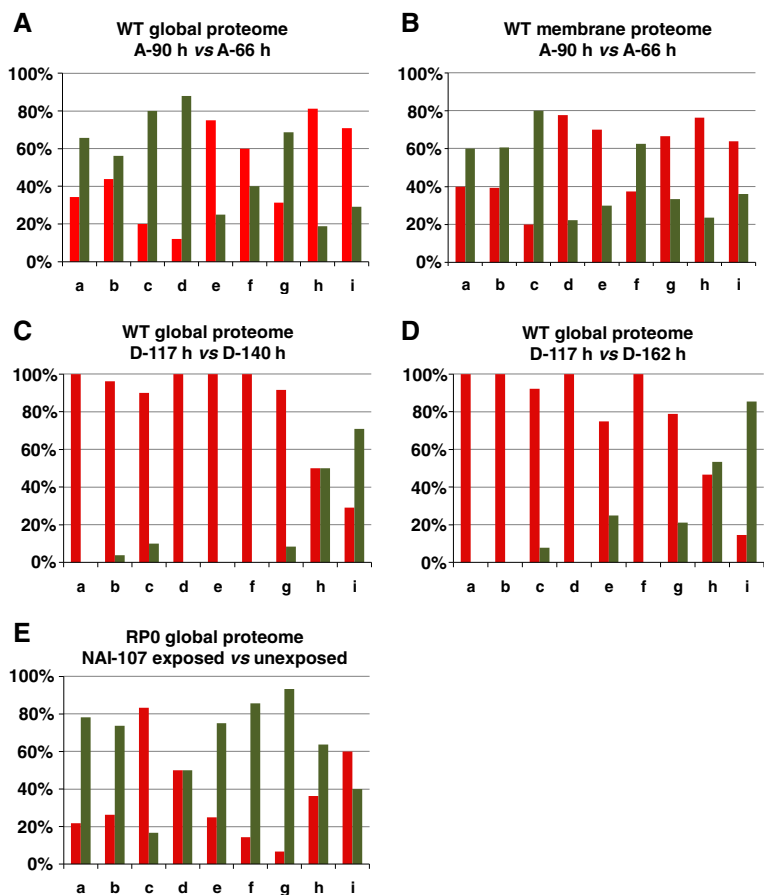 A
WT global proteome
A-90 h vs A-66 h
100%
80%
60%
40%
20%
0%
a b c d e f g h i
B
WT membrane proteome
A-90 h vs A-66 h
100%
80%
60%
40%
20%
0%
a b c d e f g h i
C
WT global proteome
D-117 h vs D-140 h
100%
80%
60%
40%
20%
0%
a b c d e f g h i
D
WT global proteome
D-117 h vs D-162 h
100%
80%
60%
40%
20%
0%
a b c d e f g h i
E
RP0 global proteome
NAI-107 exposed vs unexposed
100%
80%
60%
40%
20%
0%
a b c d e f g h i